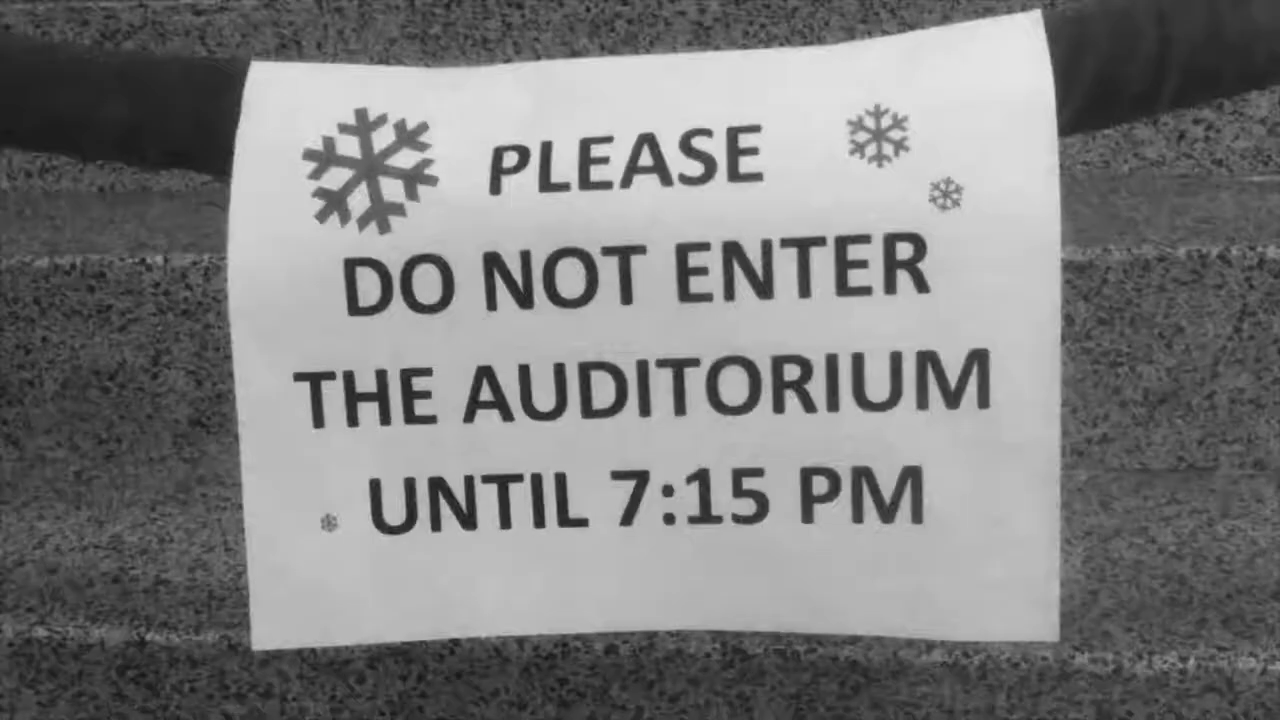 PLEASE
DO NOT ENTER
THE AUDITORIUM
UNTIL 7:15 PM